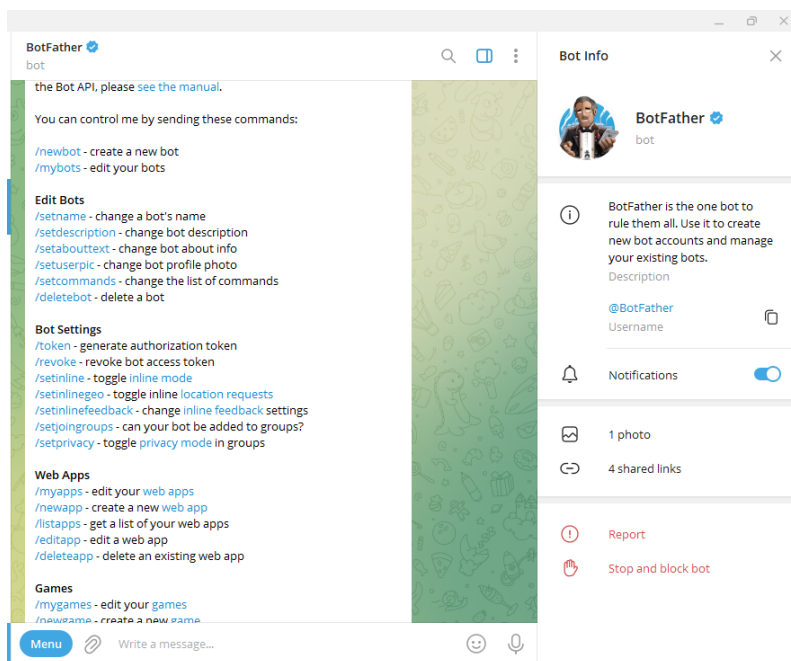 BotFather
bot
the Bot API, please see the manual.
You can control me by sending these commands:
/newbot - create a new bot
/mybots - edit your bots
Edit Bots
/setname - change a bot's name
/setdescription - change bot description
/setabouttext - change bot about info
/setuserpic - change bot profile photo
/setcommands - change the list of commands
/deletebot - delete a bot
Bot Settings
/token - generate authorization token
/revoke - revoke bot access token
/setinline - toggle inline mode
/setinlinegeo - toggle inline location requests
/setinlinefeedback - change inline feedback settings
/setjoingroups - can your bot be added to groups?
/setprivacy - toggle privacy mode in groups
Web Apps
/myapps - edit your web apps
/newapp - create a new web app
/listapps - get a list of your web apps
/editapp - edit a web app
/deleteapp - delete an existing web app
Games
/mygames - edit your games
/newgame - create a new game
Menu
Write a message...
Bot Info
BotFather
bot
BotFather is the one bot to
rule them all. Use it to create
new bot accounts and manage
your existing bots.
Description
@BotFather
Username
Notifications
1 photo
4 shared links
Report
Stop and block bot